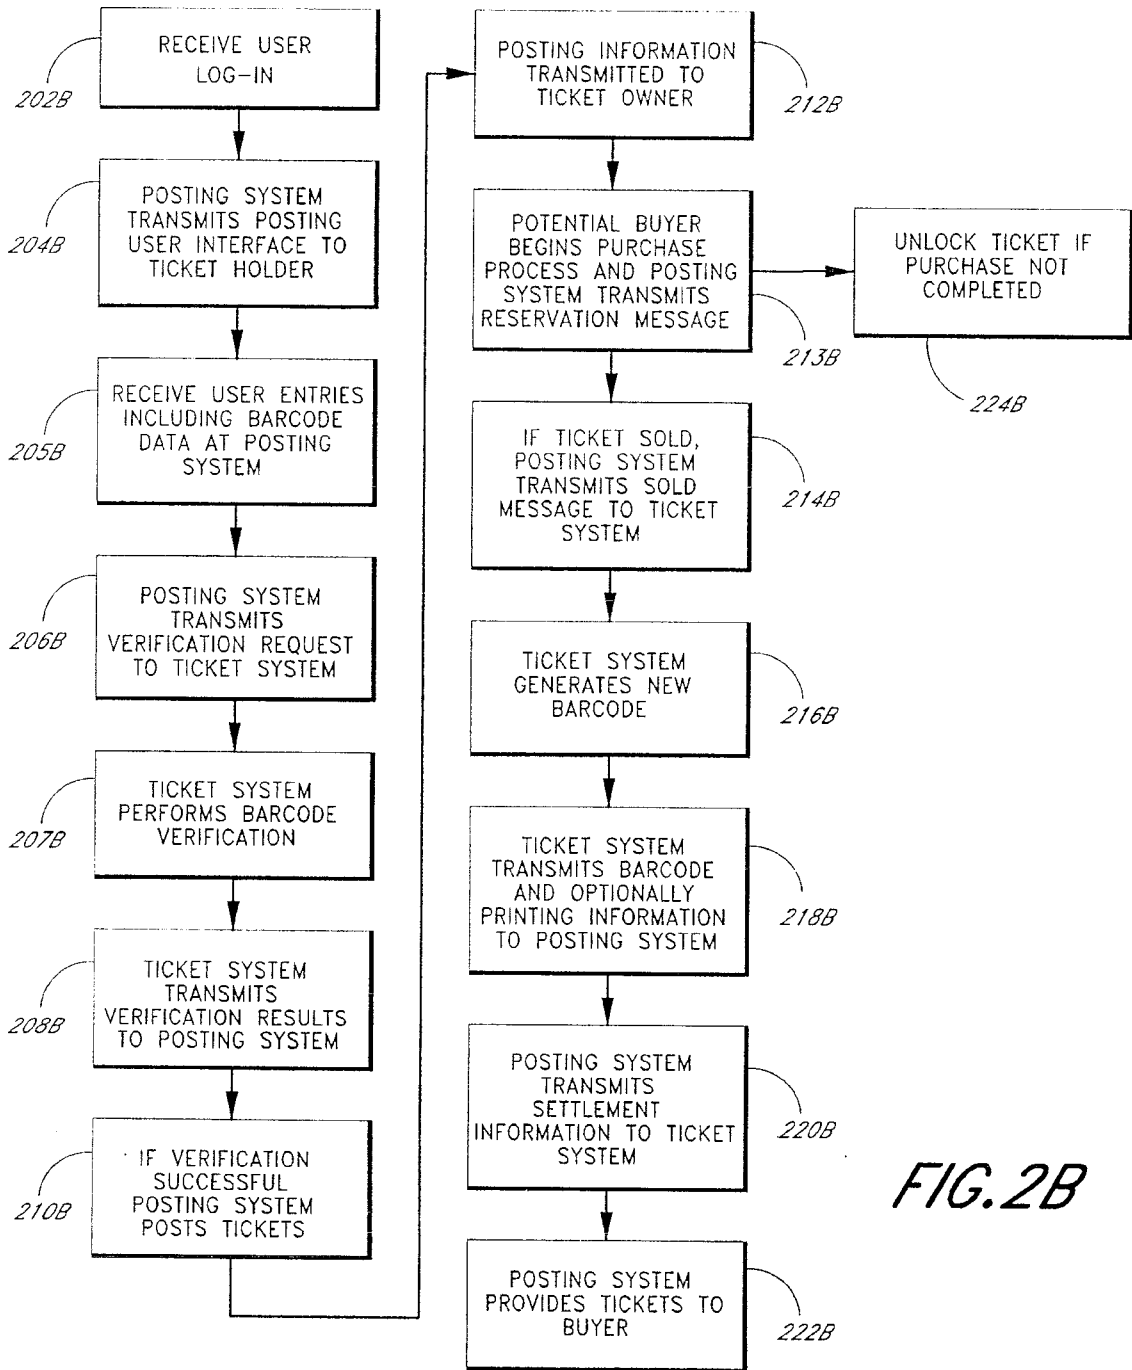 RECEIVE USER
LOG-IN
202B
POSTING SYSTEM
TRANSMITS POSTING
USER INTERFACE TO
TICKET HOLDER
204B
RECEIVE USER ENTRIES
INCLUDING BARCODE
DATA AT POSTING
SYSTEM
205B
POSTING SYSTEM
TRANSMITS
VERIFICATION REQUEST
TO TICKET SYSTEM
206B
TICKET SYSTEM
PERFORMS BARCODE
VERIFICATION
207B
TICKET SYSTEM
TRANSMITS
VERIFICATION RESULTS
TO POSTING SYSTEM
208B
IF VERIFICATION
SUCCESSFUL
POSTING SYSTEM
POSTS TICKETS
210B
POSTING INFORMATION
TRANSMITTED TO
TICKET OWNER
212B
POTENTIAL BUYER
BEGINS PURCHASE
PROCESS AND POSTING
SYSTEM TRANSMITS
RESERVATION MESSAGE
213B
UNLOCK TICKET IF
PURCHASE NOT
COMPLETED
224B
IF TICKET SOLD,
POSTING SYSTEM
TRANSMITS SOLD
MESSAGE TO TICKET
SYSTEM
214B
TICKET SYSTEM
GENERATES NEW
BARCODE
216B
TICKET SYSTEM
TRANSMITS BARCODE
AND OPTIONALLY
PRINTING INFORMATION
TO POSTING SYSTEM
218B
POSTING SYSTEM
TRANSMITS
SETTLEMENT
INFORMATION TO TICKET
SYSTEM
220B
POSTING SYSTEM
PROVIDES TICKETS TO
BUYER
222B
FIG.2B